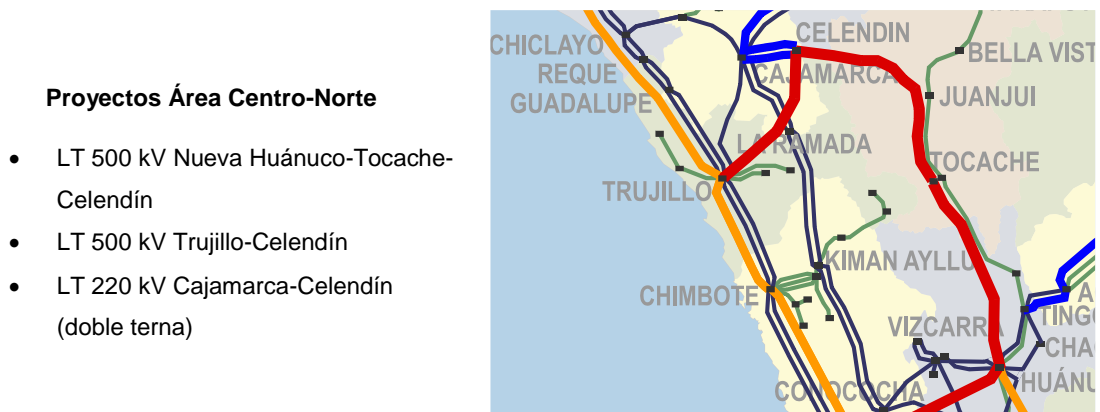 Proyectos Área Centro-Norte
• LT 500 kV Nueva Huánuco-Tocache-
Celendín
• LT 500 kV Trujillo-Celendín
• LT 220 kV Cajamarca-Celendín
(doble terna)
CELENDIN
CHICLAYO
BELLA VIST
REQUE
CAJAMARCA
GUADALUPE
JUANJUI
LA RAMADA
TOCACHE
TRUJILLO
KIMAN AYLLU
CHIMBOTE
A
TING
VIZCARRA
CHA
HUÁNU
CONOCOCHA